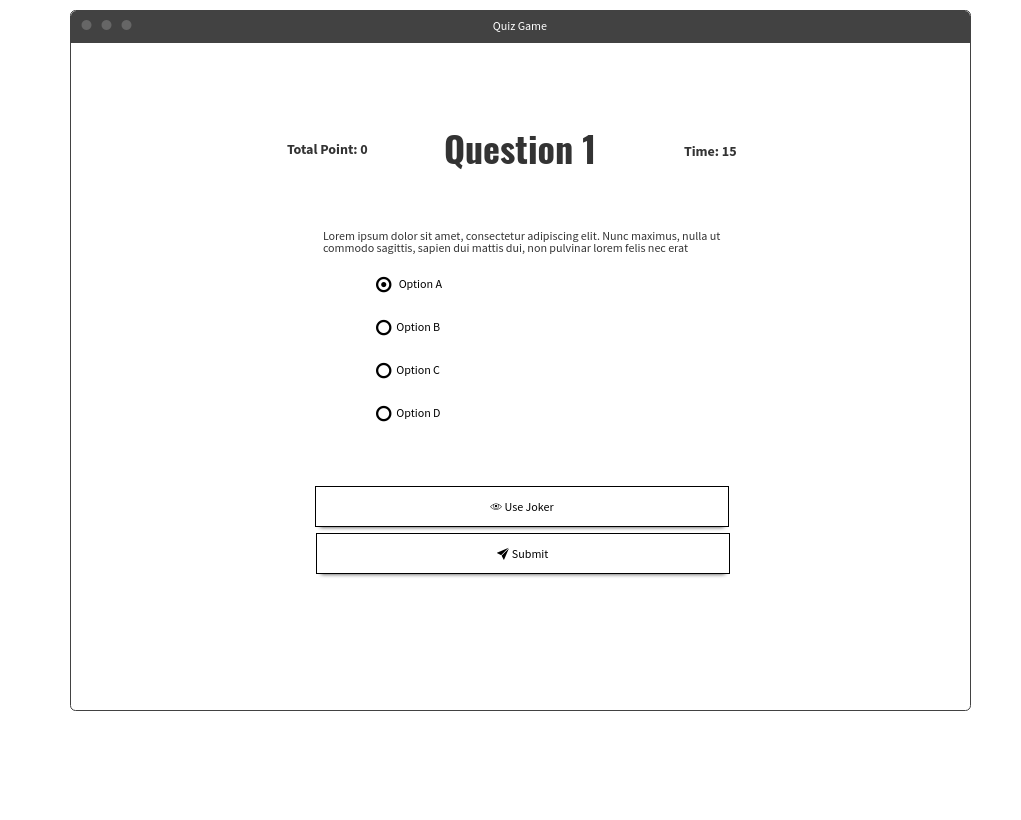 Quiz Game
Total Point: 0
Question 1
Time: 15
Lorem ipsum dolor sit amet, consectetur adipiscing elit. Nunc maximus, nulla ut
commodo sagittis, sapien dui mattis dui, non pulvinar lorem felis nec erat
Option A
Option B
Option C
Option D
Use Joker
Submit